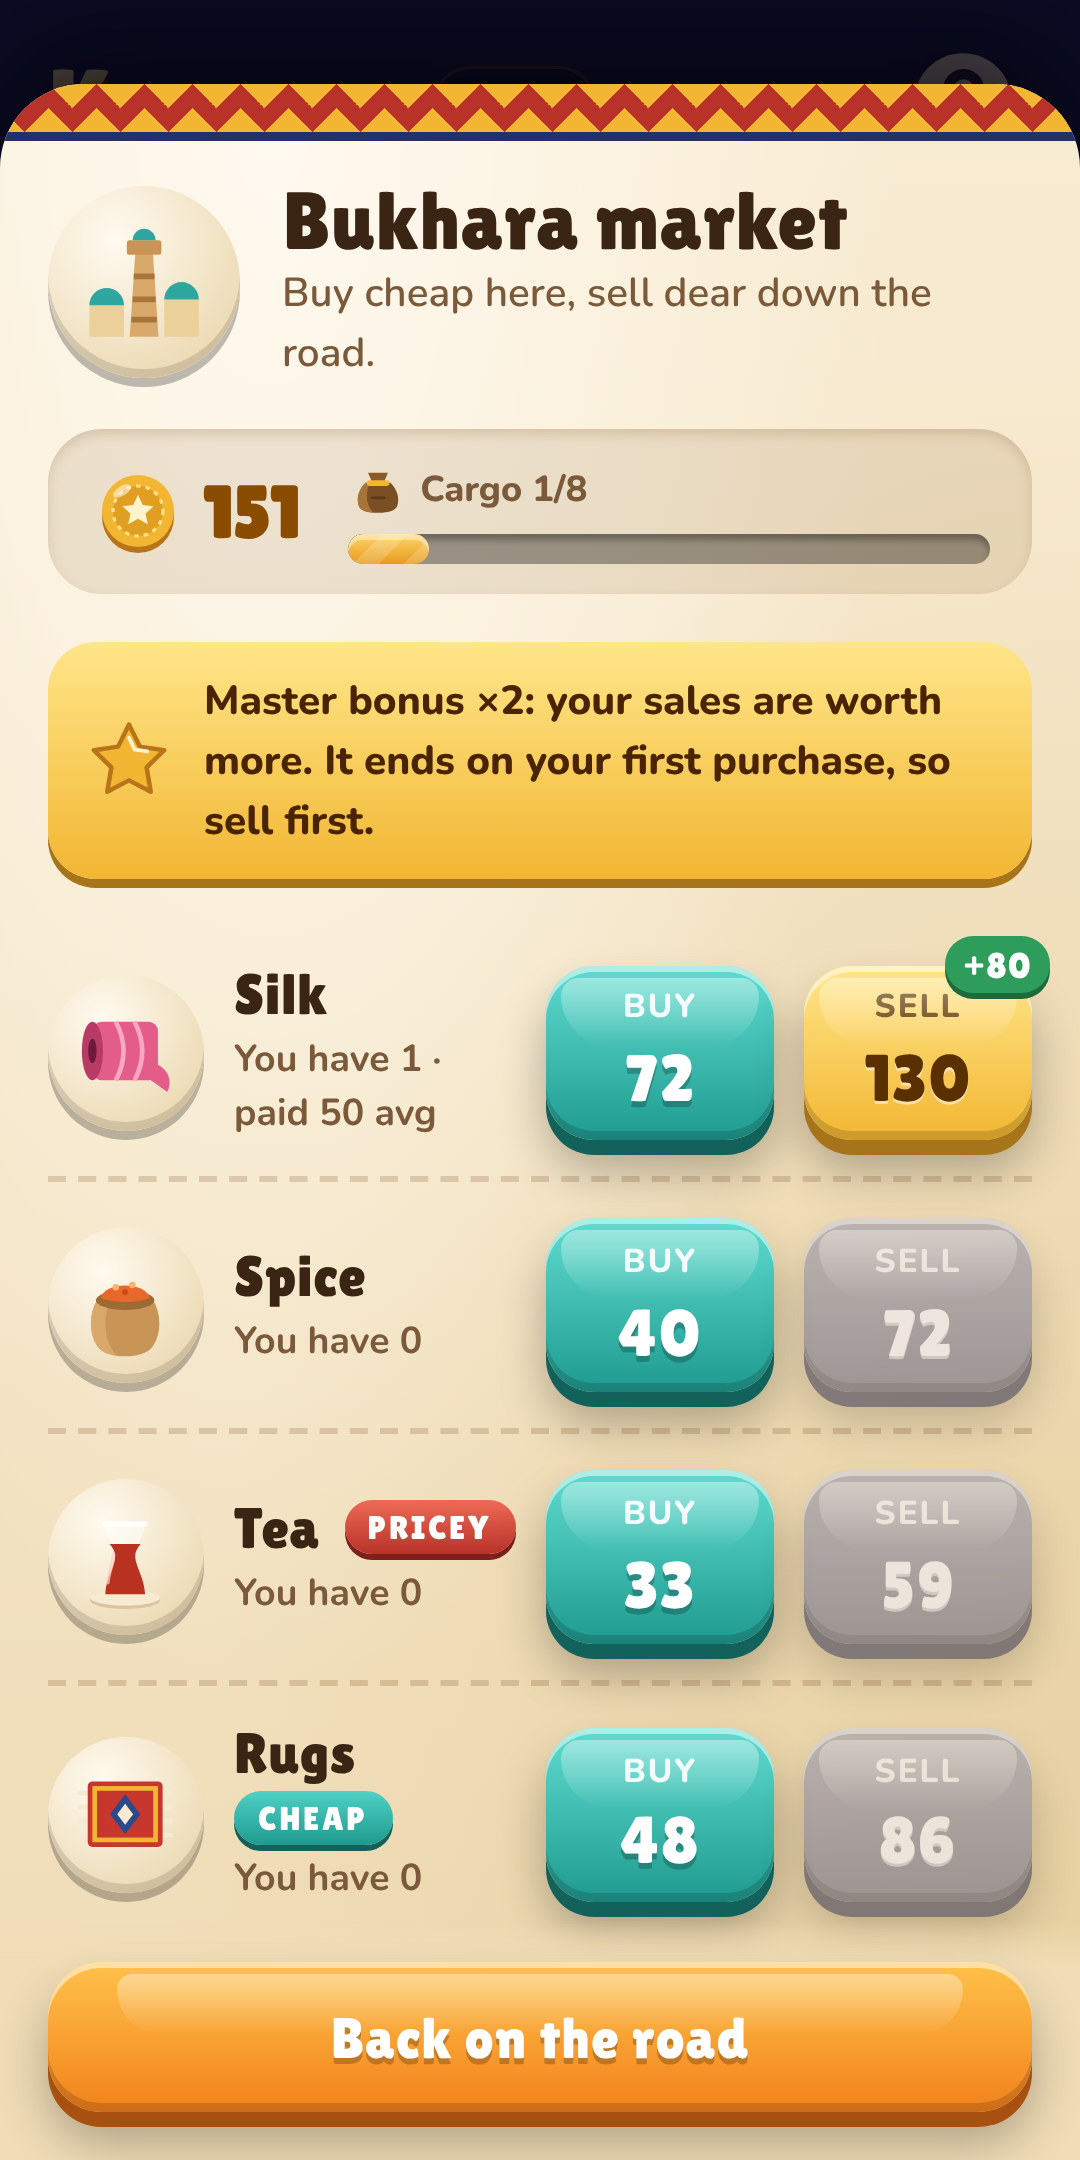 Bukhara market
Buy cheap here, sell dear down the
road.
151
Cargo 1/8
Master bonus ×2: your sales are worth
more. It ends on your first purchase, so
sell first.
Silk
You have 1 ·
paid 50 avg
BUY
72
+80
SELL
130
Spice
You have 0
BUY
40
SELL
72
Tea
PRICEY
You have 0
BUY
33
SELL
59
Rugs
CHEAP
You have 0
BUY
48
SELL
86
Back on the road